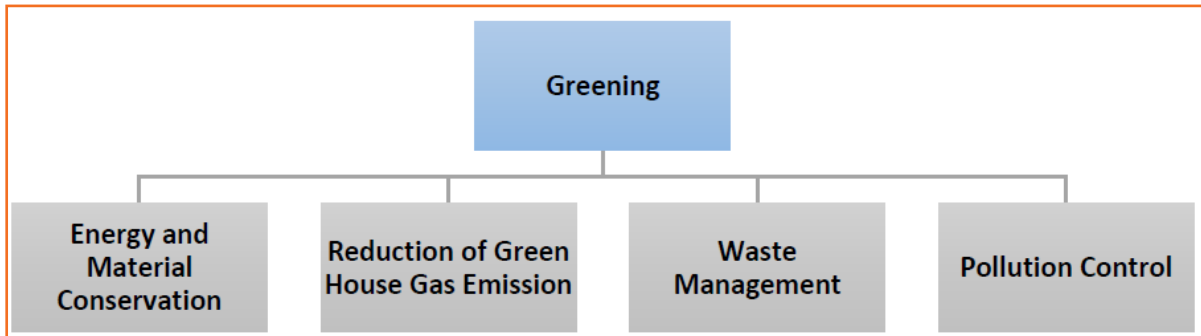 Greening
Energy and
Material
Conservation
Reduction of Green
House Gas Emission
Waste
Management
Pollution Control